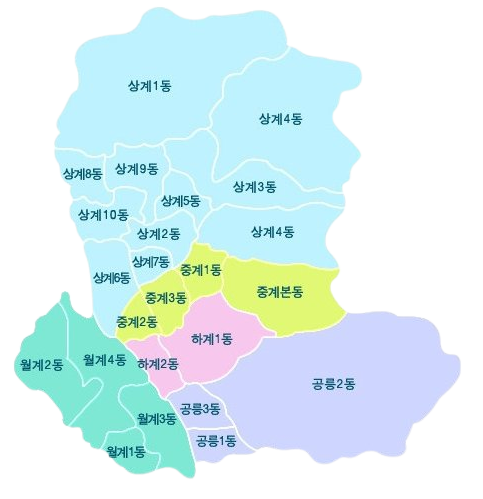 상계1동
상계4동
상계8동
상계9동
상계3동
상계5동
상계10동
상계2동
상계4동
상계7동
상계6동
중계1동
중계3동
중계본동
중계2동
하계1동
월계2동
월계4동
하계2동
공릉2동
공릉3동
월계3동
공릉1동
월계1동